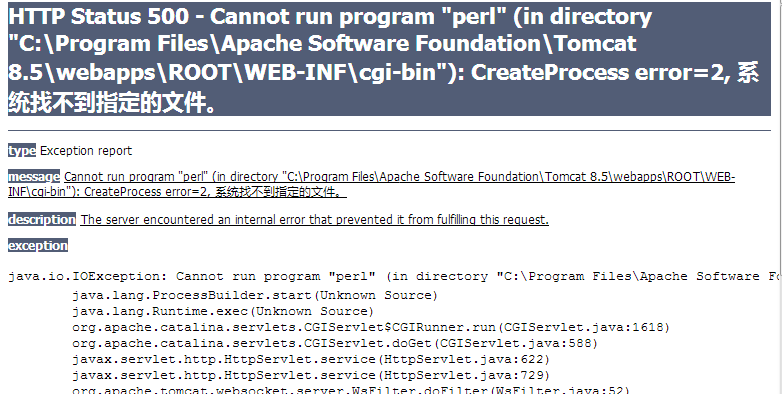 HTTP Status 500 - Cannot run program "perl" (in directory
"C:\Program Files\Apache Software Foundation\Tomcat
8.5\webapps\ROOT\WEB-INF\cgi-bin"): CreateProcess error=2, 系
统找不到指定的文件。
type Exception report
message Cannot run program "perl" (in directory "C:\Program Files\Apache Software Foundation\Tomcat 8.5\webapps\ROOT\WEB-
INF\cgi-bin"): CreateProcess error=2, 系统找不到指定的文件。
description The server encountered an internal error that prevented it from fulfilling this request.
exception
java.io.IOException: Cannot run program "perl" (in directory "C:\Program Files\Apache Software Fo
java.lang.ProcessBuilder.start(Unknown Source)
java.lang.Runtime.exec(Unknown Source)
org.apache.catalina.servlets.CGIServlet$CGIRunner.run(CGIServlet.java:1618)
org.apache.catalina.servlets.CGIServlet.doGet(CGIServlet.java:588)
javax.servlet.http.HttpServlet.service(HttpServlet.java:622)
javax.servlet.http.HttpServlet.service(HttpServlet.java:729)
org.apache.tomcat.websocket.server.WsFilter.doFilter(WsFilter.java:52)